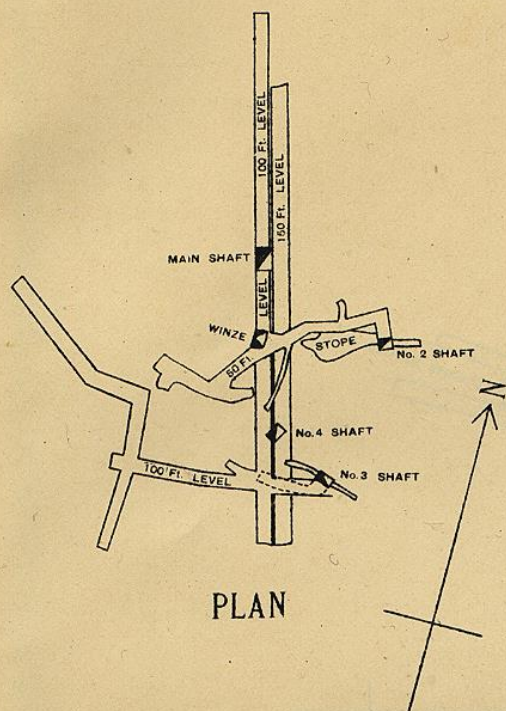 100 Ft. LEVEL
150 Ft. LEVEL
MAIN SHAFT
LEVEL
WINZE
50 Ft.
STOPE
No. 2 SHAFT
No.4 SHAFT
No.3 SHAFT
100 Ft. LEVEL
N
PLAN